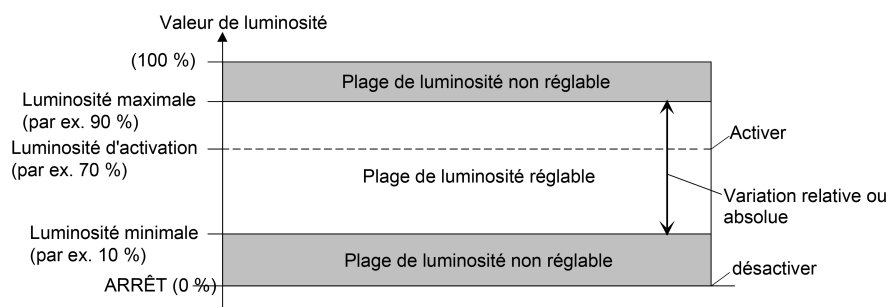 Valeur de luminosité
(100 %)
Plage de luminosité non réglable
Luminosité maximale
(par ex. 90 %)
Activer
Luminosité d'activation
(par ex. 70 %)
Plage de luminosité réglable
Variation relative ou
absolue
Luminosité minimale
(par ex. 10 %)
Plage de luminosité non réglable
désactiver
ARRÊT (0 %)